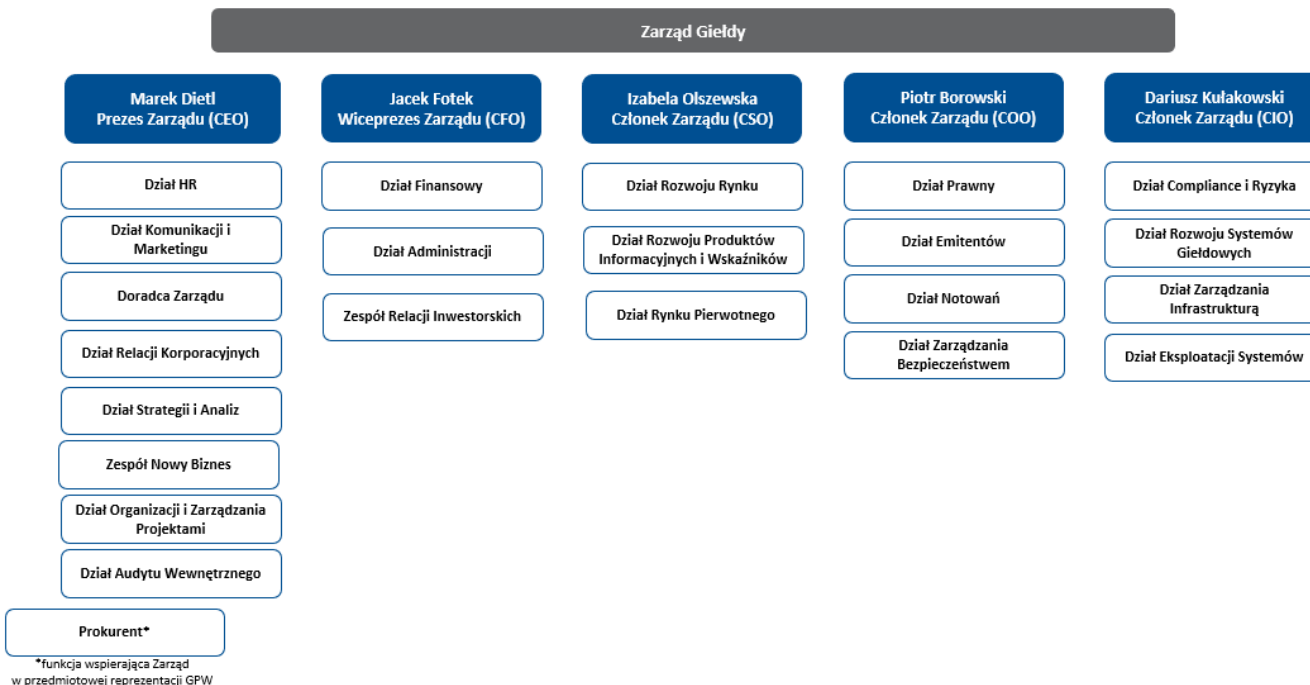 Zarząd Giełdy
Marek Dietl
Prezes Zarządu (CEO)
Dział HR
Dział Komunikacji i
Marketingu
Doradca Zarządu
Dział Relacji Korporacyjnych
Dział Strategii i Analiz
Zespół Nowy Biznes
Dział Organizacji i Zarządzania
Projektami
Dział Audytu Wewnętrznego
Prokurent*
*funkcja wspierająca Zarząd
w przedmiotowej reprezentacji GPW
Jacek Fotek
Wiceprezes Zarządu (CFO)
Dział Finansowy
Dział Administracji
Zespół Relacji Inwestorskich
Izabela Olszewska
Członek Zarządu (CSO)
Dział Rozwoju Rynku
Dział Rozwoju Produktów
Informacyjnych i Wskaźników
Dział Rynku Pierwotnego
Piotr Borowski
Członek Zarządu (COO)
Dział Prawny
Dział Emitentów
Dział Notowań
Dział Zarządzania
Bezpieczeństwem
Dariusz Kułakowski
Członek Zarządu (CIO)
Dział Compliance i Ryzyka
Dział Rozwoju Systemów
Giełdowych
Dział Zarządzania
Infrastrukturą
Dział Eksploatacji Systemów